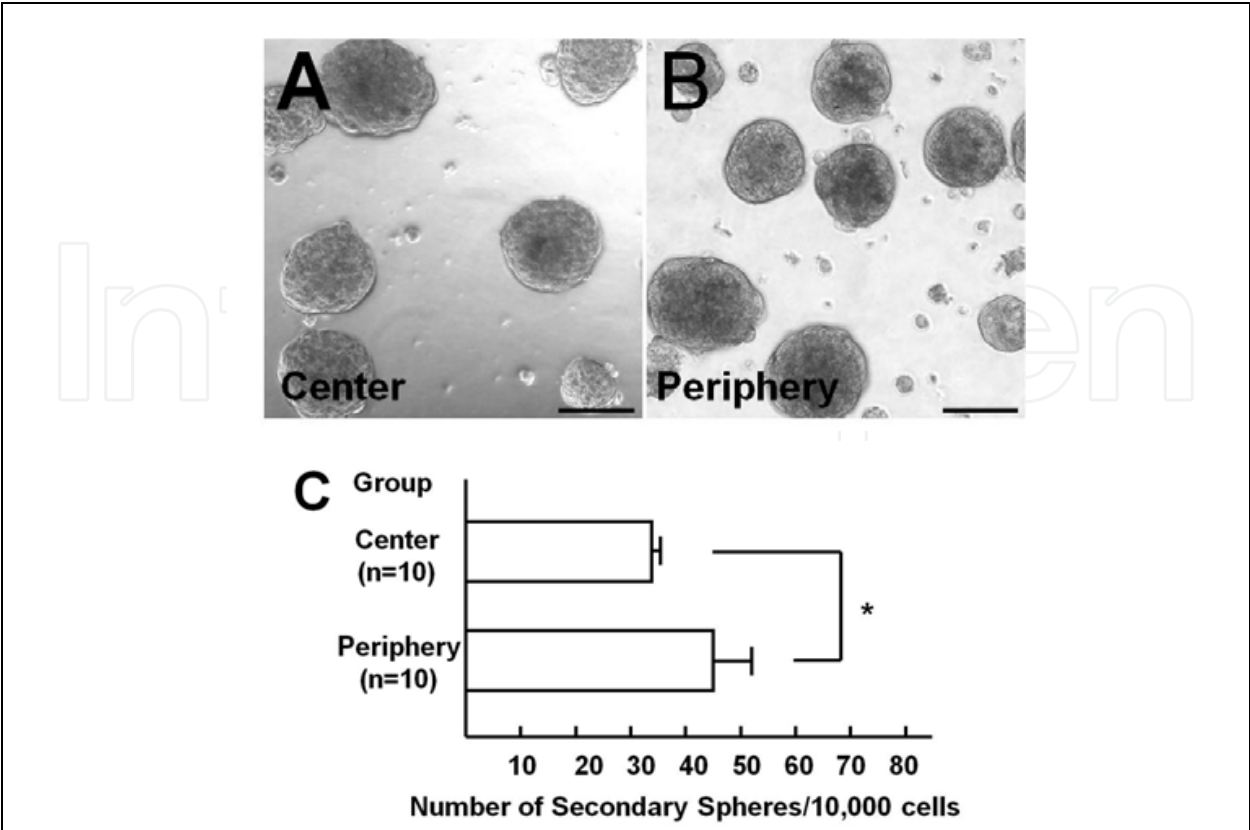 A
B
Center
Periphery
C
Group
Center
(n=10)
Periphery
(n=10)
*
10 20 30 40 50 60 70 80
Number of Secondary Spheres/10,000 cells